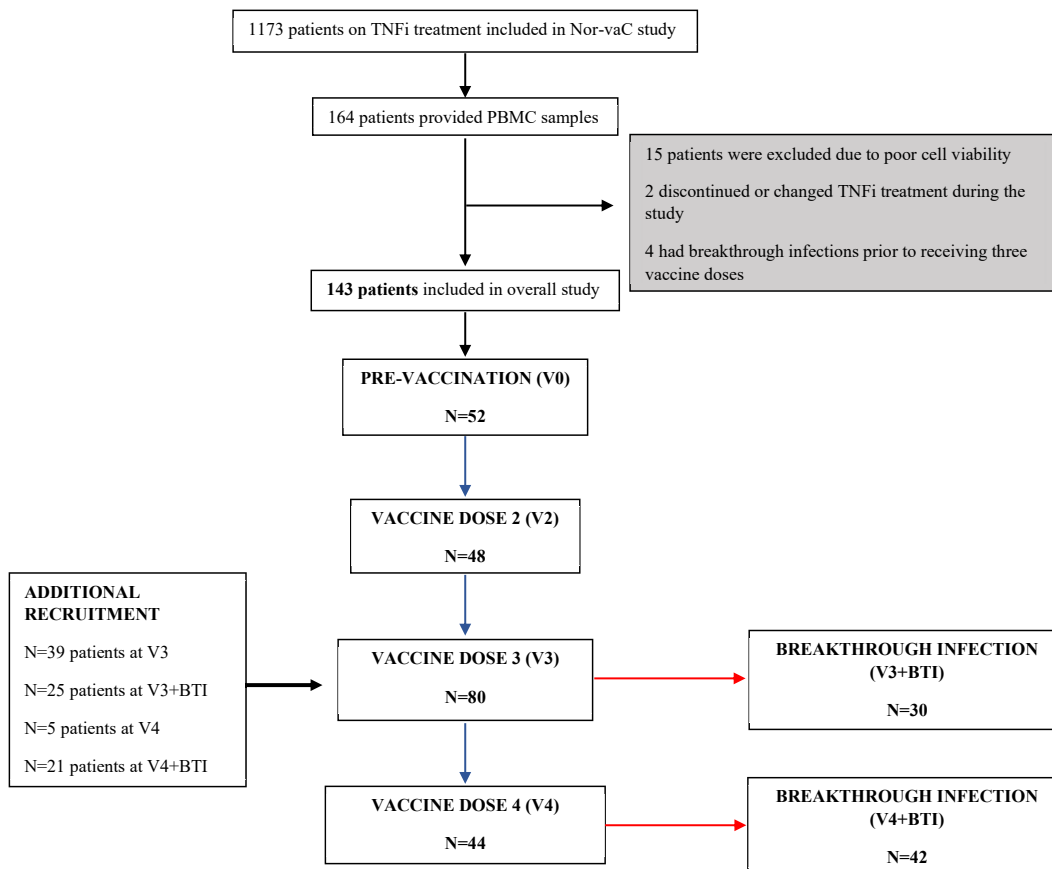 1173 patients on TNFi treatment included in Nor-vaC study
164 patients provided PBMC samples
15 patients were excluded due to poor cell viability
2 discontinued or changed TNFi treatment during the
study
4 had breakthrough infections prior to receiving three
vaccine doses
143 patients included in overall study
PRE-VACCINATION (V0)
N=52
VACCINE DOSE 2 (V2)
N=48
ADDITIONAL
RECRUITMENT
N=39 patients at V3
N=25 patients at V3+BTI
N=5 patients at V4
N=21 patients at V4+BTI
VACCINE DOSE 3 (V3)
N=80
BREAKTHROUGH INFECTION
(V3+BTI)
N=30
VACCINE DOSE 4 (V4)
N=44
BREAKTHROUGH INFECTION
(V4+BTI)
N=42